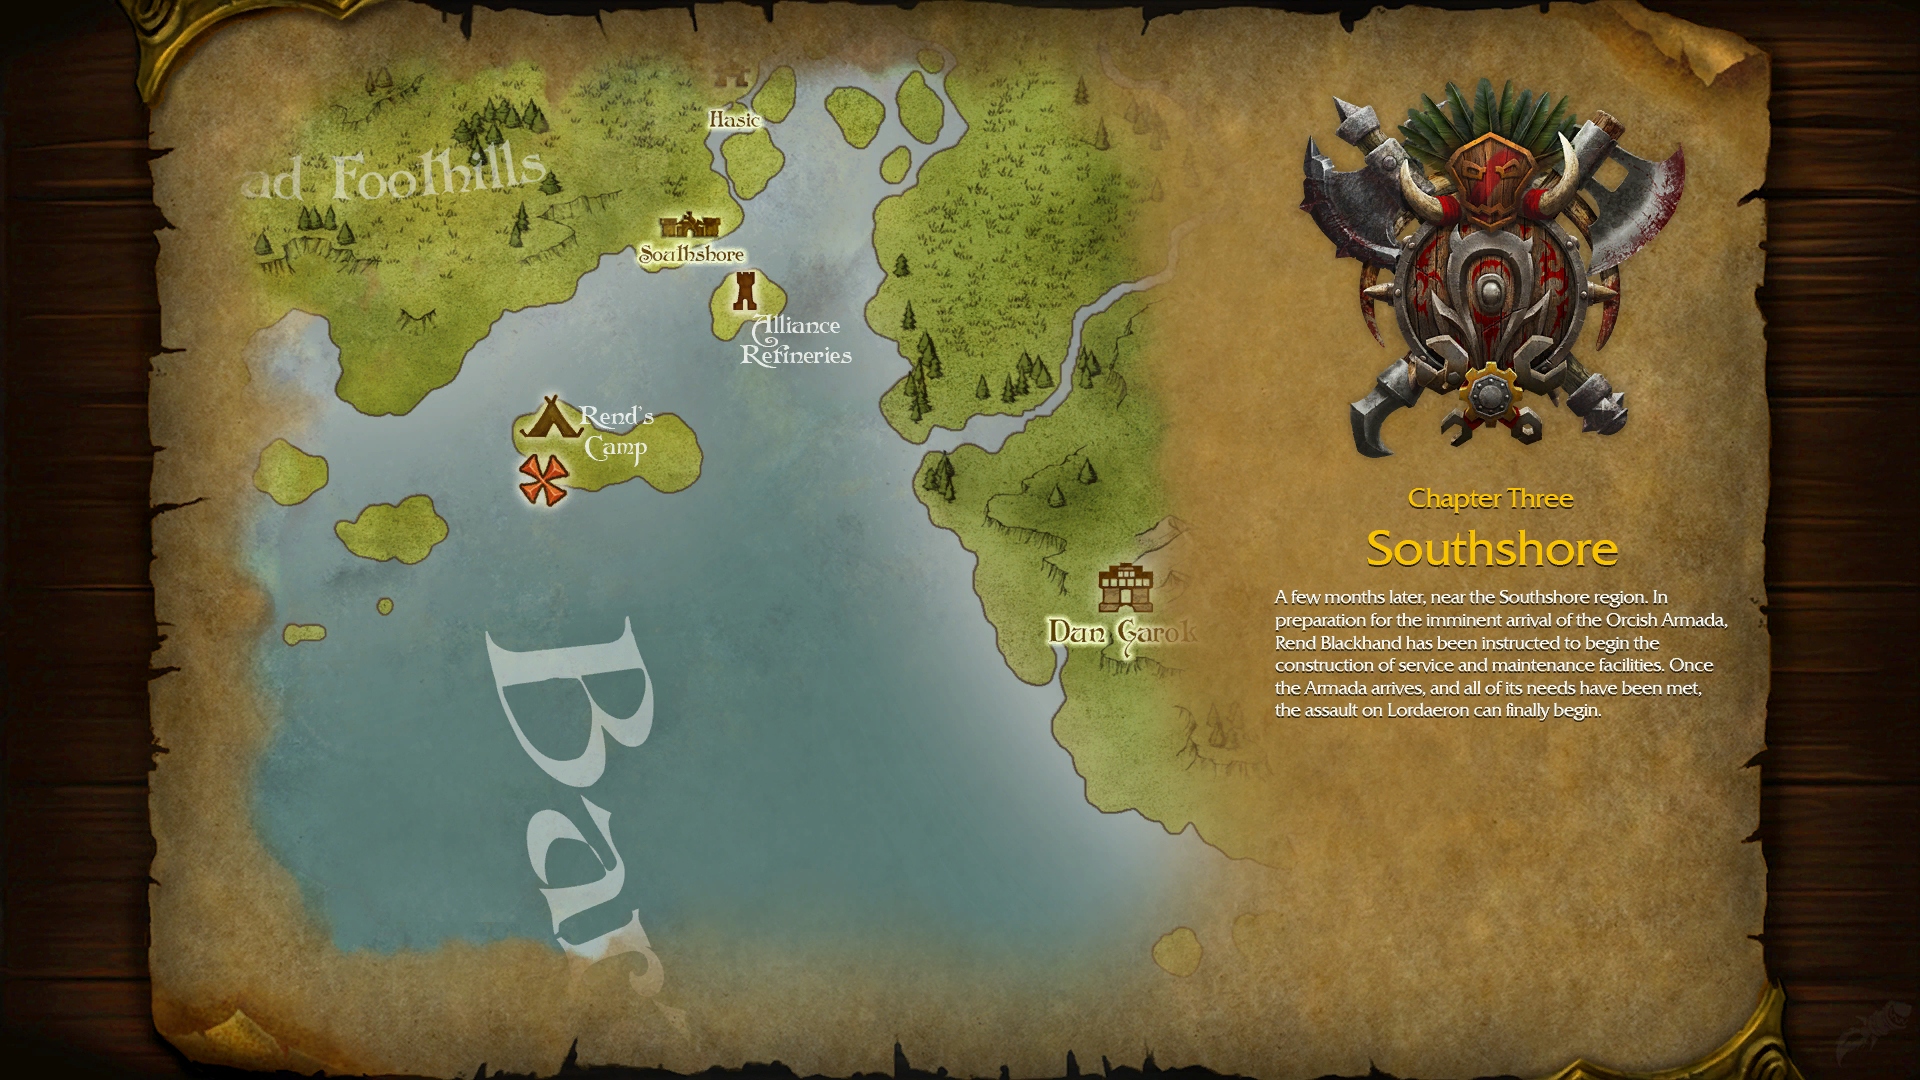 Hasic
ad Foothills
Southshore
Alliance
Refineries
Rend's
Camp
Dun Garok
Bar
Chapter Three
Southshore
A few months later, near the Southshore region. In
preparation for the imminent arrival of the Orcish Armada,
Rend Blackhand has been instructed to begin the
construction of service and maintenance facilities. Once
the Armada arrives, and all of its needs have been met,
the assault on Lordaeron can finally begin.